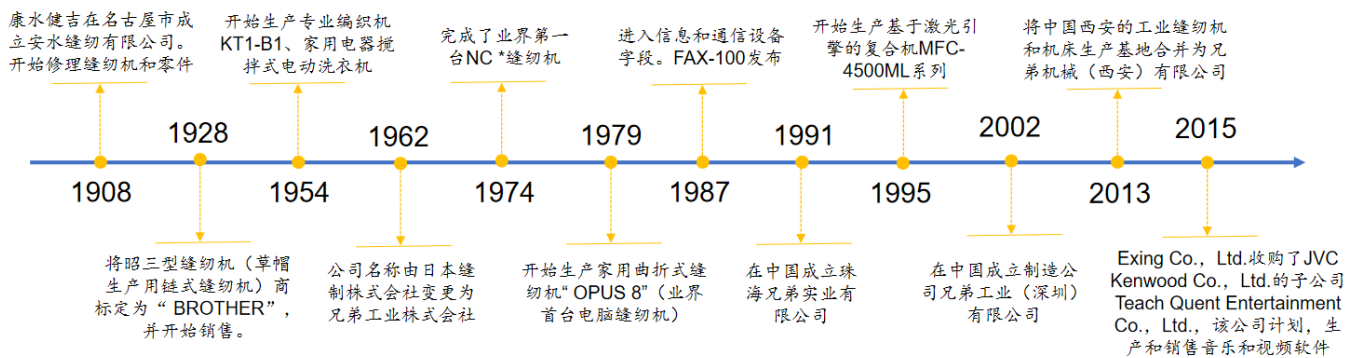 康水健吉在名古屋市成
立安水缝纫有限公司。
开始修理缝纫机和零件
开始生产专业编织机
KT1-B1、家用电器搅
拌式电动洗衣机
完成了业界第一
台NC *缝纫机
进入信息和通信设备
字段。FAX-100发布
开始生产基于激光引
擎的复合机MFC-
4500ML系列
将中国西安的工业缝纫机
和机床生产基地合并为兄
弟机械（西安）有限公司
1928
1962
1979
1991
2002
2015
1908
1954
1974
1987
1995
2013
将昭三型缝纫机（草帽
生产用链式缝纫机）商
标定为“ BROTHER”，
并开始销售。
公司名称由日本缝
制株式会社变更为
兄弟工业株式会社
开始生产家用曲折式缝
纫机“ OPUS 8”（业界
首台电脑缝纫机）
在中国成立珠
海兄弟实业有
限公司
在中国成立制造公
司兄弟工业（深圳）
有限公司
Exing Co.，Ltd.收购了JVC
Kenwood Co.，Ltd.的子公司
Teach Quent Entertainment
Co.，Ltd.，该公司计划，生
产和销售音乐和视频软件